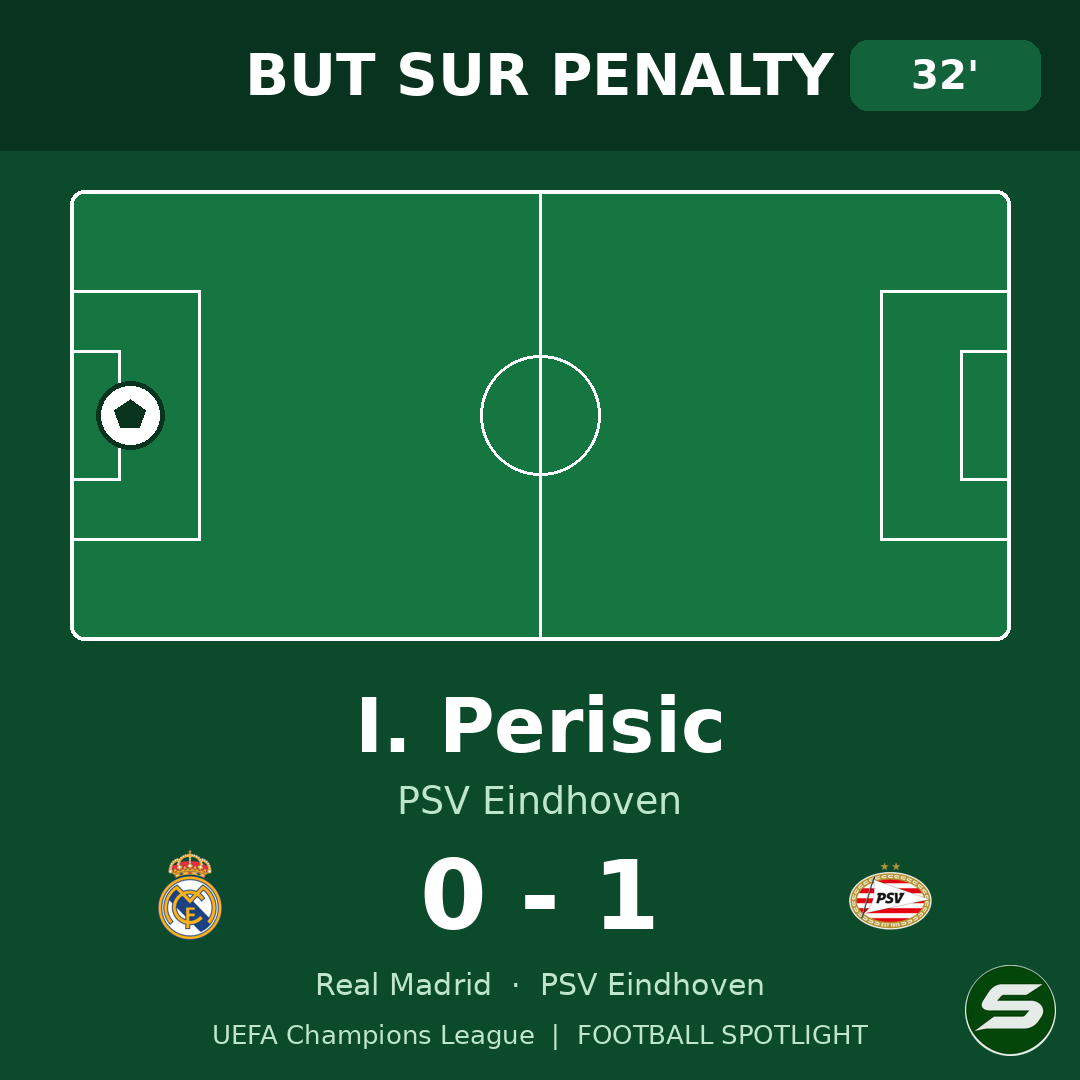 BUT SUR PENALTY 32'
I. Perisic
PSV Eindhoven
0 - 1
PSV
Real Madrid · PSV Eindhoven
UEFA Champions League | FOOTBALL SPOTLIGHT